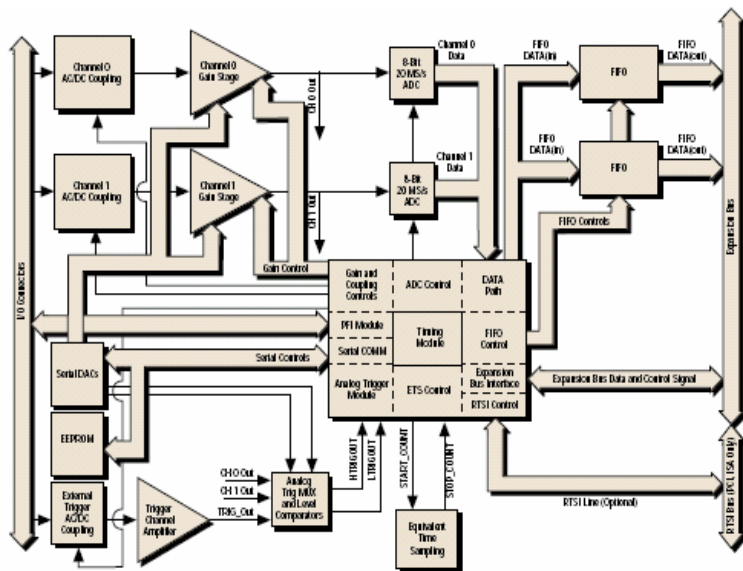 Channel 0
AC/DC Coupling
Channel 0
Gain Stage
CH 0 Out
8-Bit
20 MS/s
ADC
Channel 0
Data
FIFO
DATA(in)
FIFO
FIFO
DATA(out)
Channel 1
AC/DC Coupling
Channel 1
Gain Stage
CH 1 Out
8-Bit
20 MS/s
ADC
Channel 1
Data
FIFO
DATA(in)
FIFO
FIFO
DATA(out)
I/O Connectors
Expansion Bus
FIFO Controls
Gain Control
Gain and
Coupling
Controls
ADC Control
DATA
Path
PFI Module
Timing
Module
FIFO
Control
Serial COMM
Analog Trigger
Module
ETS Control
Expansion
Bus Interface
RTSI Control
Serial DACs
Serial Controls
Expansion Bus Data and Control Signal
EEPROM
External
Trigger
AC/DC
Coupling
Trigger
Channel
Amplifier
CH 0 Out
CH 1 Out
TRIG_Out
Analog
Trig MUX
and Level
Comparators
HTRIGOUT
LTRIGOUT
START_COUNT
STOP_COUNT
Equivalent
Time
Sampling
RTSI Line (Optional)
RTSI Bus (PCI, ISA Only)